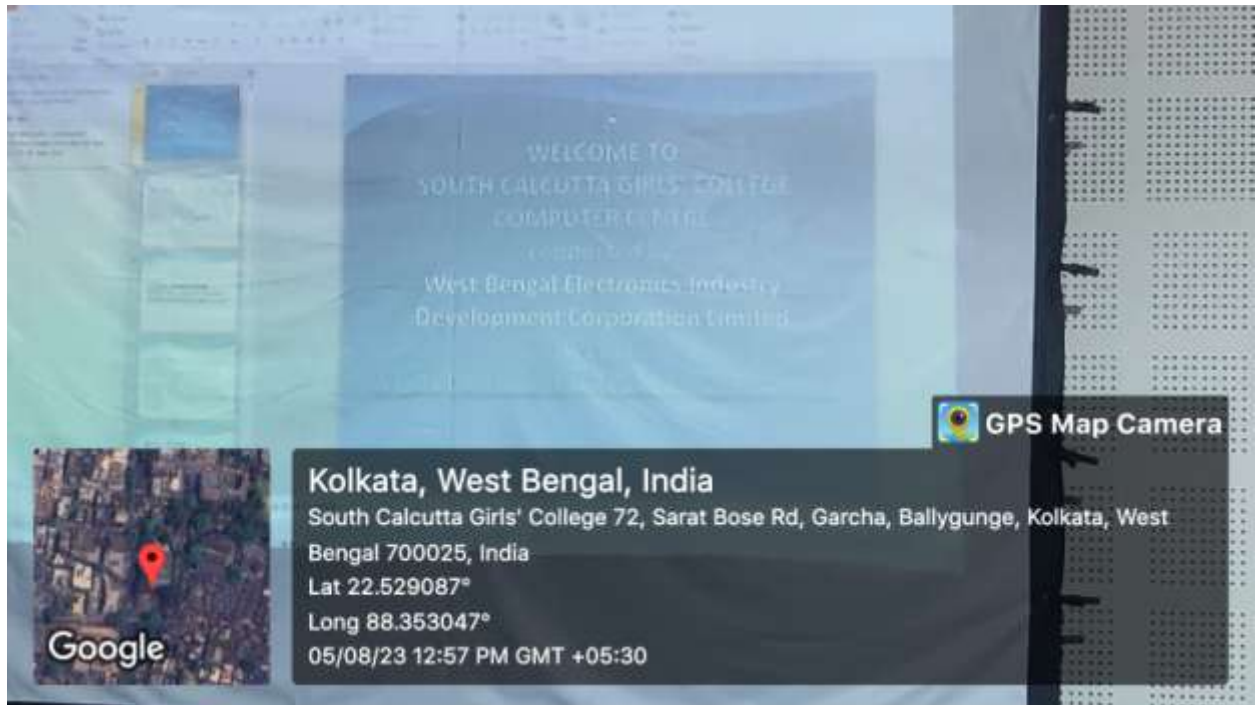 WELCOME TO
SOUTH CALCUTTA GIRLS' COLLEGE
COMPUTER CENTRE
West Bengal Electronics Industry
Development Corporation Limited
GPS Map Camera
Kolkata, West Bengal, India
South Calcutta Girls' College 72, Sarat Bose Rd, Garcha, Ballygunge, Kolkata, West
Bengal 700025, India
Lat 22.529087°
Long 88.353047°
05/08/23 12:57 PM GMT +05:30
Google